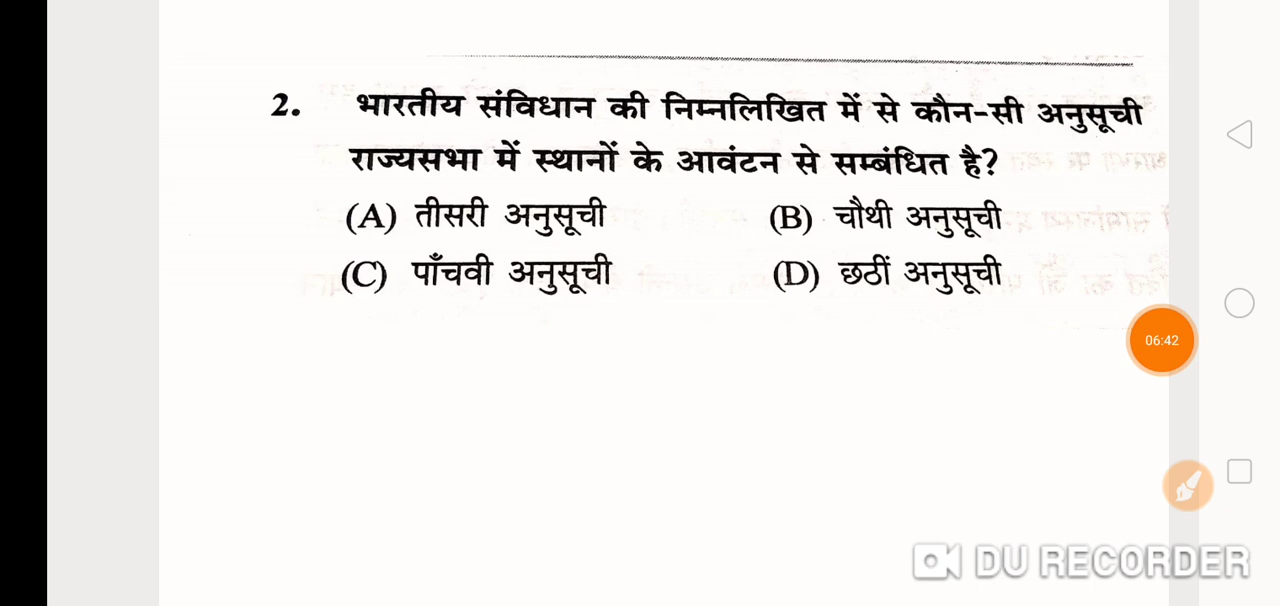 2. भारतीय संविधान की निम्नलिखित में से कौन-सी अनुसूची
राज्यसभा में स्थानों के आवंटन से सम्बंधित है?
(A) तीसरी अनुसूची (B) चौथी अनुसूची
(C) पाँचवी अनुसूची (D) छठीं अनुसूची
06:42
DU RECORDER